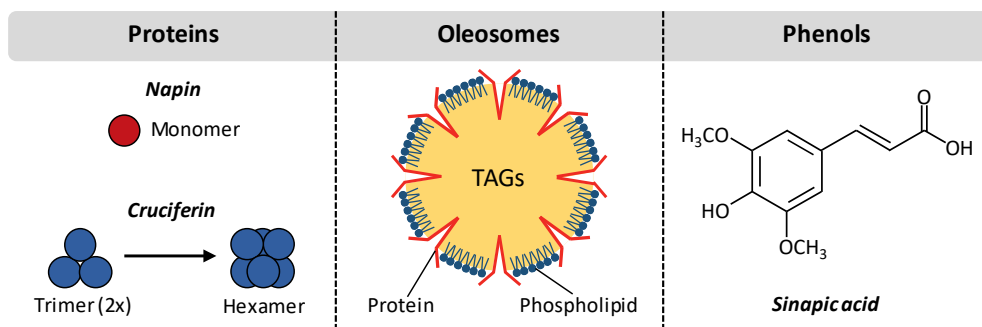 Proteins
Napin
Monomer
Cruciferin
Trimer (2x)
Hexamer
Oleosomes
TAGs
Protein
Phospholipid
Phenols
O
H₃CO
OH
HO
OCH₃
Sinapic acid